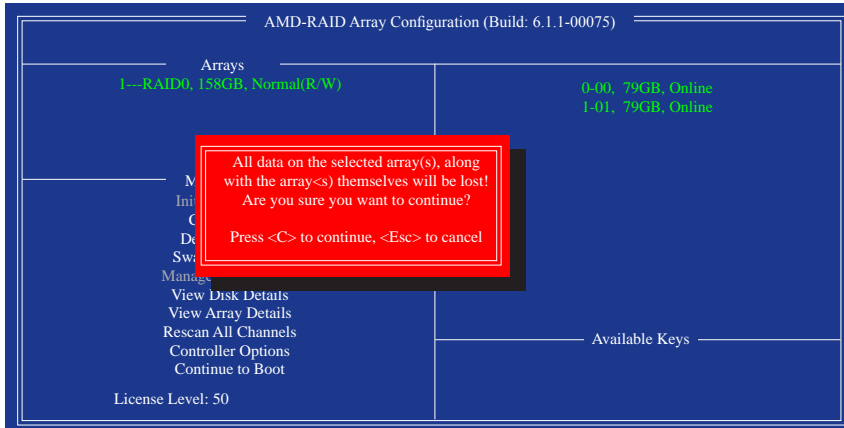 AMD-RAID Array Configuration (Build: 6.1.1-00075)
Arrays
1---RAID0, 158GB, Normal(R/W)
0-00, 79GB, Online
1-01, 79GB, Online
All data on the selected array(s), along
with the array<s) themselves will be lost!
Are you sure you want to continue?
Press <C> to continue, <Esc> to cancel
View Disk Details
View Array Details
Rescan All Channels
Controller Options
Continue to Boot
Available Keys
License Level: 50